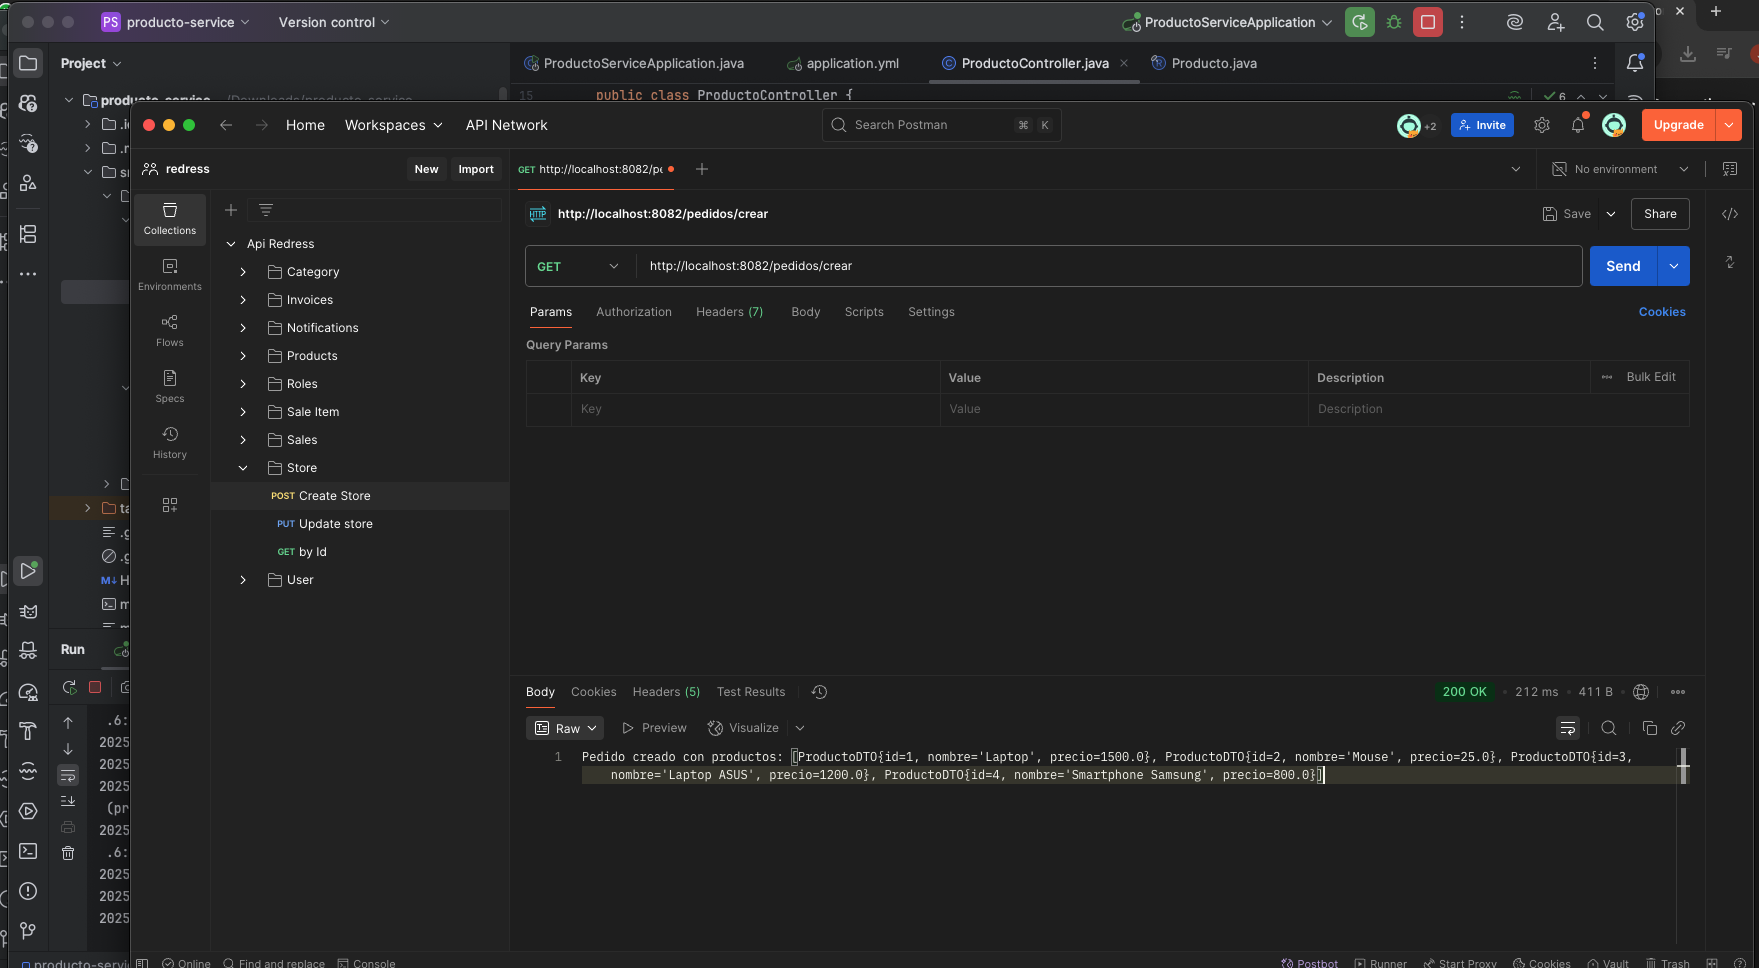 PS producto-service
Version control
ProductoServiceApplication
Project
ProductoServiceApplication.java
application.yml
ProductoController.java
Producto.java
producto-service ~/Downloads/producto_service
15 public class ProductoController {
6
Home
Workspaces
API Network
Search Postman
⌘ K
+2
Invite
Upgrade
redress
New
Import
GET http://localhost:8082/pe
No environment
Collections
Environments
Flows
Specs
History
Api Redress
Category
Invoices
Notifications
Products
Roles
Sale Item
Sales
Store
POST Create Store
PUT Update store
GET by Id
User
HTTP http://localhost:8082/pedidos/crear
Save
Share
GET
http://localhost:8082/pedidos/crear
Send
Params
Authorization
Headers (7)
Body
Scripts
Settings
Cookies
Query Params
Key
Value
Description
Bulk Edit
Key
Value
Description
Run
Body
Cookies
Headers (5)
Test Results
200 OK
212 ms
411 B
Raw
Preview
Visualize
1 Pedido creado con productos: [ProductoDTO{id=1, nombre='Laptop', precio=1500.0}, ProductoDTO{id=2, nombre='Mouse', precio=25.0}, ProductoDTO{id=3,
nombre='Laptop ASUS', precio=1200.0}, ProductoDTO{id=4, nombre='Smartphone Samsung', precio=800.0}]
.6:
2025
2025
(pr
2025
.6:
2025
2025
2025
producto-servi
Online
Find and replace
Console
Postbot
Runner
Start Proxy
Cookies
Vault
Trash